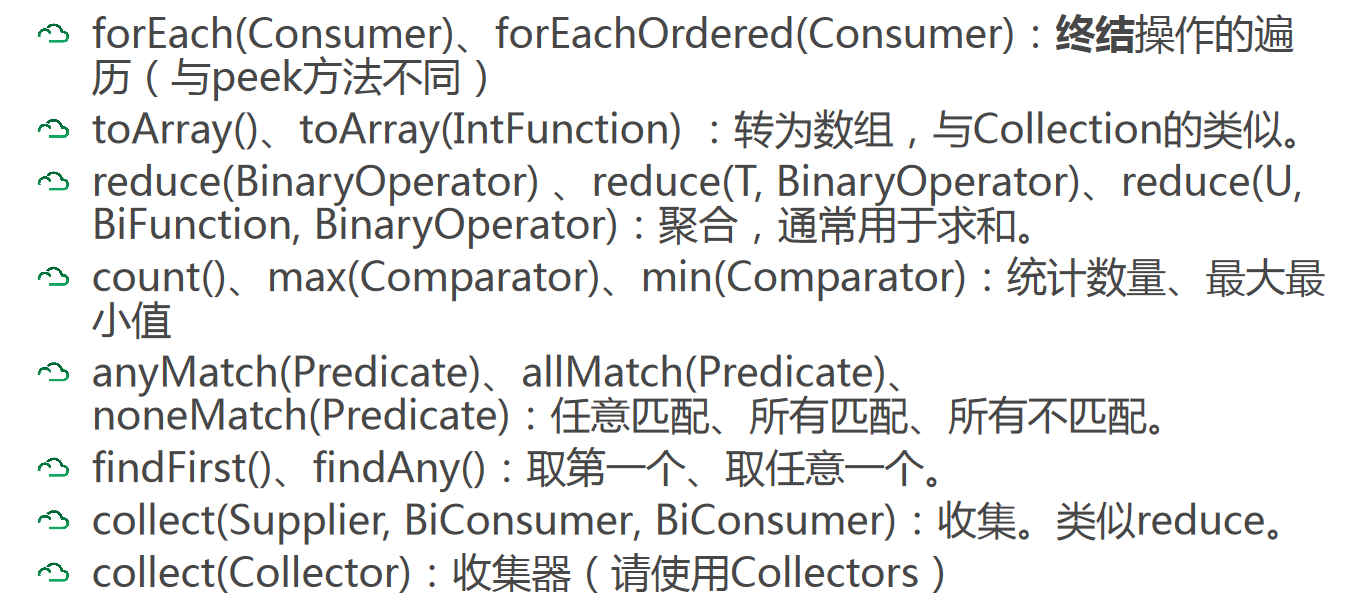 forEach(Consumer)、forEachOrdered(Consumer)：终结操作的遍
历（与peek方法不同）
toArray()、toArray(IntFunction) ：转为数组，与Collection的类似。
reduce(BinaryOperator) 、reduce(T, BinaryOperator)、reduce(U,
BiFunction, BinaryOperator)：聚合，通常用于求和。
count()、max(Comparator)、min(Comparator)：统计数量、最大最
小值
anyMatch(Predicate)、allMatch(Predicate)、
noneMatch(Predicate)：任意匹配、所有匹配、所有不匹配。
findFirst()、findAny()：取第一个、取任意一个。
collect(Supplier, BiConsumer, BiConsumer)：收集。类似reduce。
collect(Collector)：收集器（请使用Collectors）